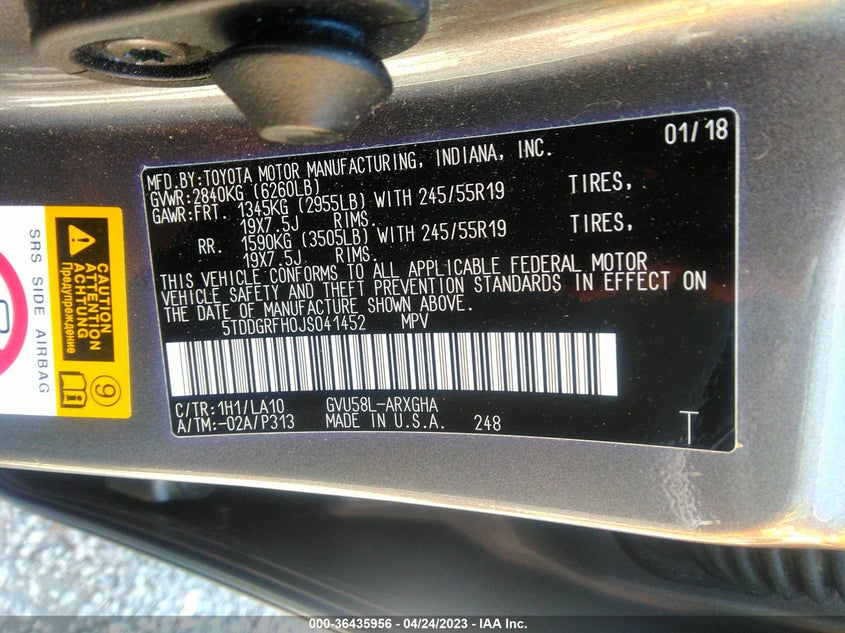 01/18
MFD.BY:TOYOTA MOTOR MANUFACTURING, INDIANA, INC.
GVWR:2840KG (6260LB)
GAWR:FRT. 1345KG (2955LB) WITH 245/55R19 TIRES,
19X7.5J RIMS.
RR. 1590KG (3505LB) WITH 245/55R19 TIRES,
19X7.5J RIMS.
THIS VEHICLE CONFORMS TO ALL APPLICABLE FEDERAL MOTOR
VEHICLE SAFETY AND THEFT PREVENTION STANDARDS IN EFFECT ON
THE DATE OF MANUFACTURE SHOWN ABOVE.
5TDDGRFH0JS041452 MPV
C/TR:1H1/LA10 GVU58L-ARXGHA
A/TM:-02A/P313 MADE IN U.S.A. 248
T
CAUTION
ATTENTION
ACHTUNG
Предупреждение
9
SRS SIDE AIRBAG
000-36435956 - 04/24/2023 - IAA Inc.